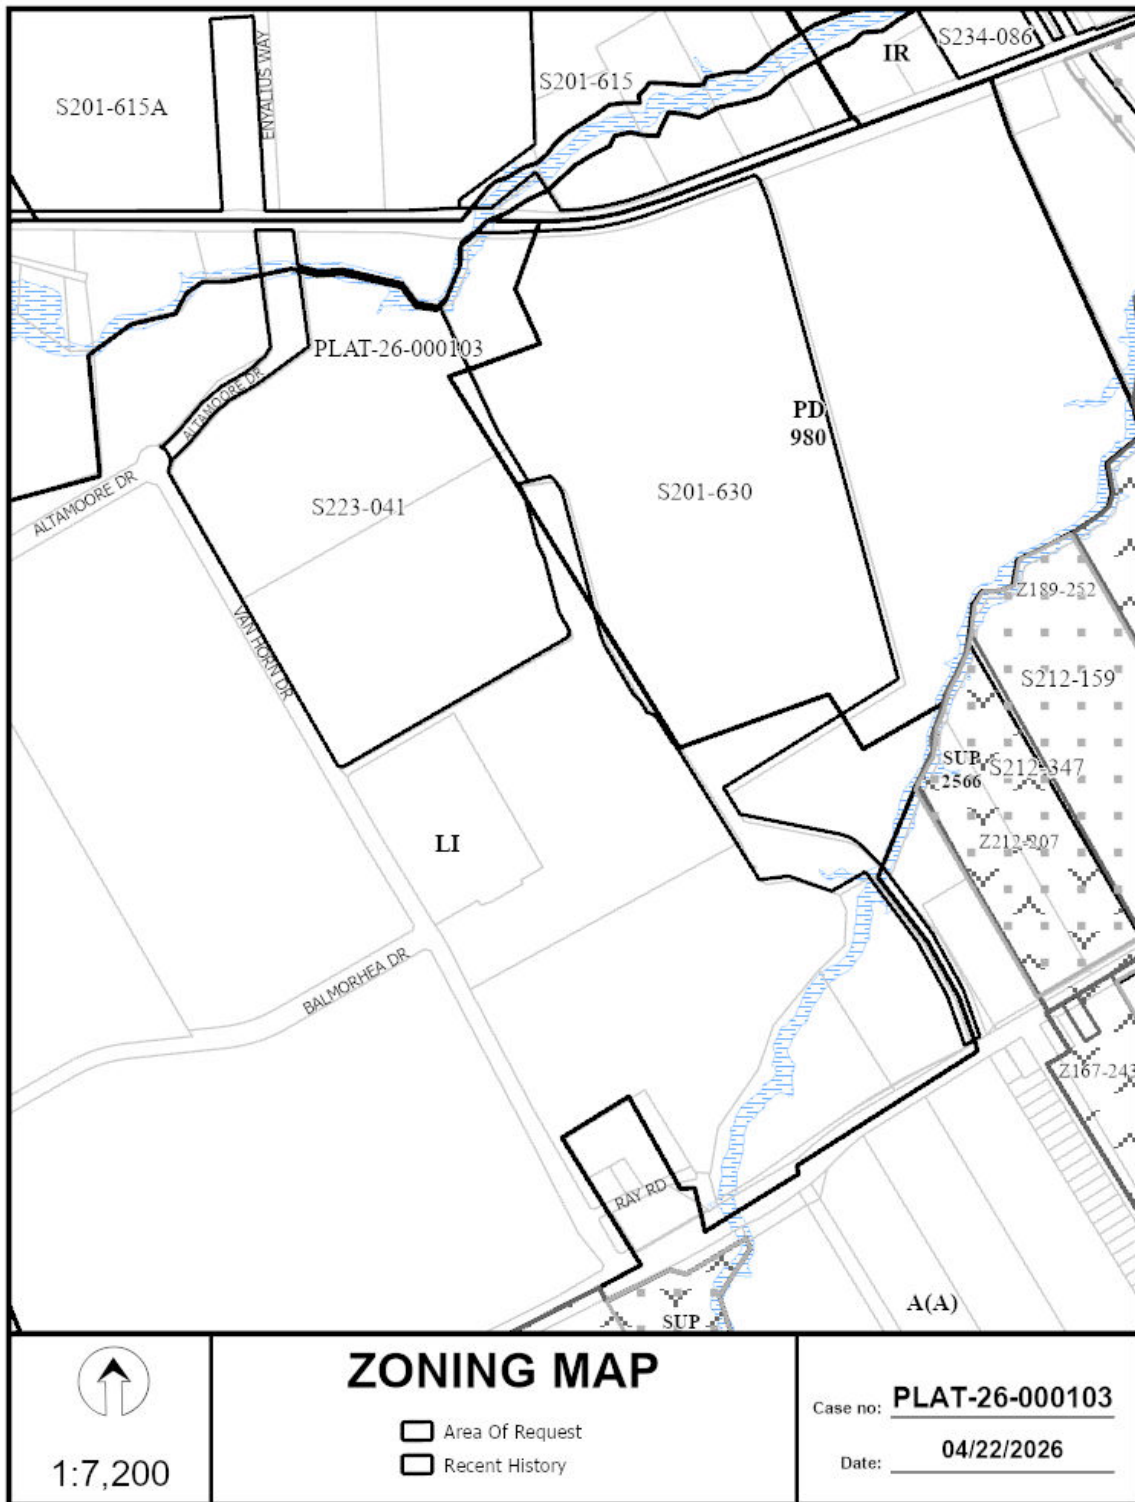 S201-615A
ENYALIUS WAY
S201-615
IR
S234-086
PLAT-26-000103
ALTAMOORE DR
ALTAMOORE DR
PD
980
S223-041
S201-630
VAN HORN DR
Z189-252
S212-159
SUP
2566
S212-347
Z212-207
LI
BALMORHEA DR
Z167-243
RAY RD
A(A)
SUP
1:7,200
ZONING MAP
Area Of Request
Recent History
Case no: PLAT-26-000103
Date: 04/22/2026